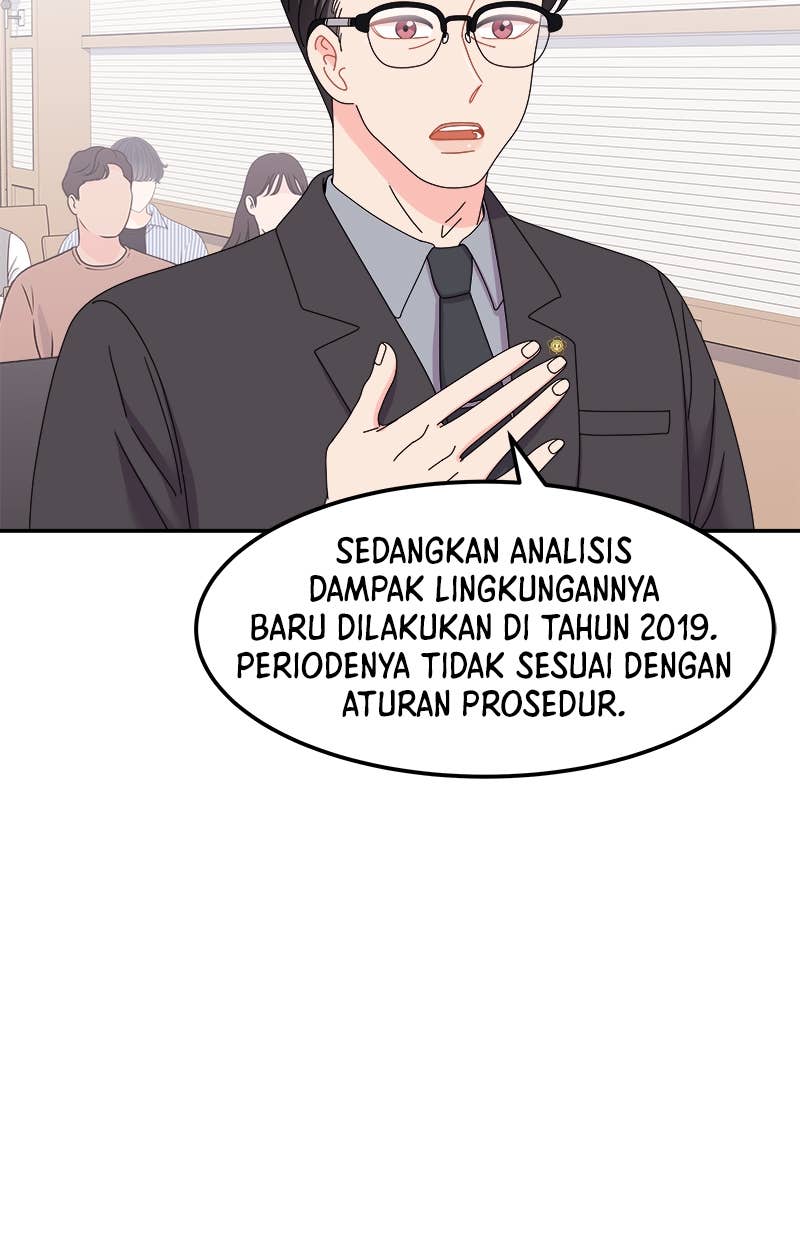 SEDANGKAN ANALISIS
DAMPAK LINGKUNGANNYA
BARU DILAKUKAN DI TAHUN 2019.
PERIODENYA TIDAK SESUAI DENGAN
ATURAN PROSEDUR.